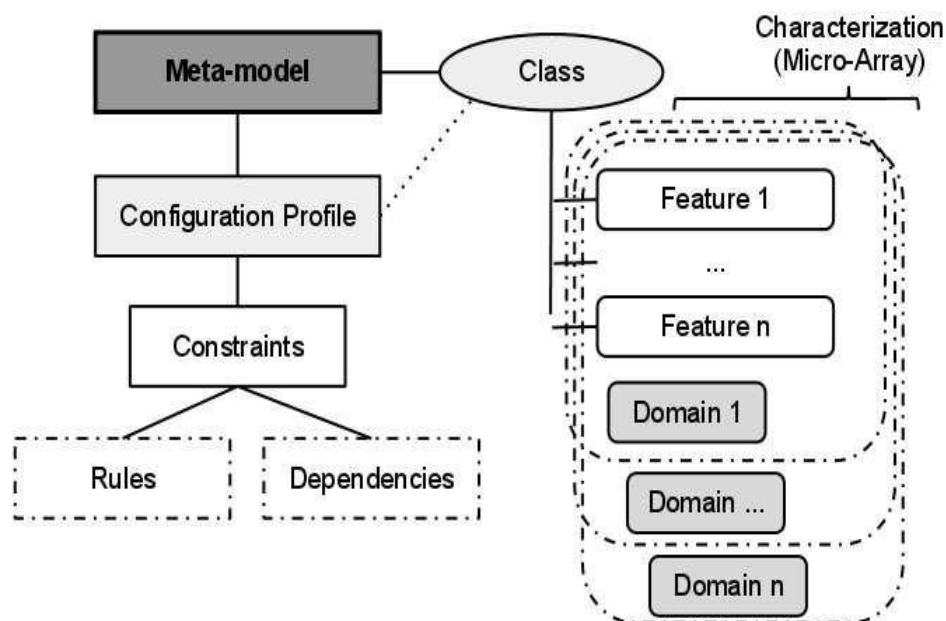 Characterization
(Micro-Array)
Meta-model
Class
Configuration Profile
Feature 1
...
Feature n
Constraints
Domain 1
Rules
Dependencies
Domain ...
Domain n